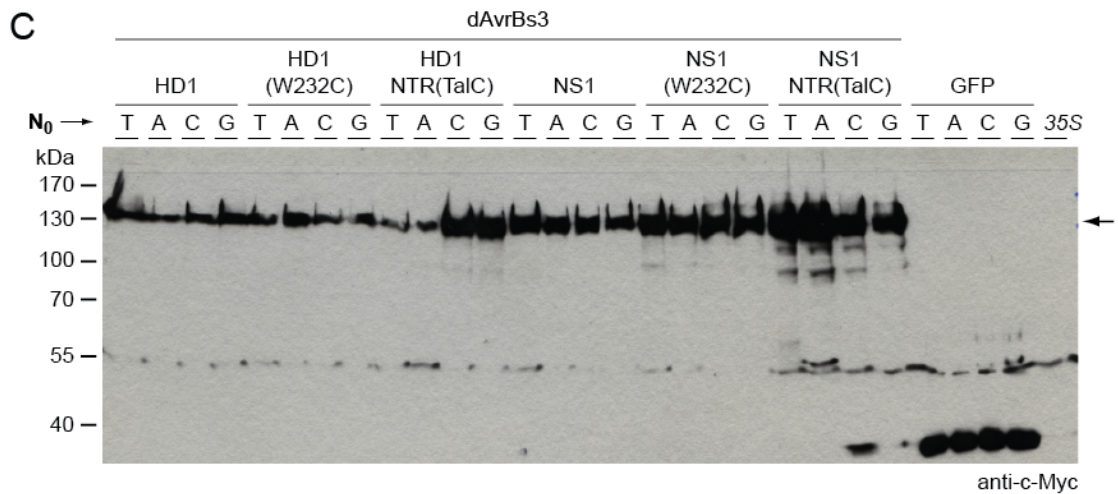 C
dAvrBs3
HD1
HD1
(W232C)
HD1
NTR(TalC)
NS1
NS1
(W232C)
NS1
NTR(TalC)
GFP
N0 → T A C G T A C G T A C G T A C G T A C G T A C G T A C G 35S
kDa
170
130
100
70
55
40
anti-c-Myc